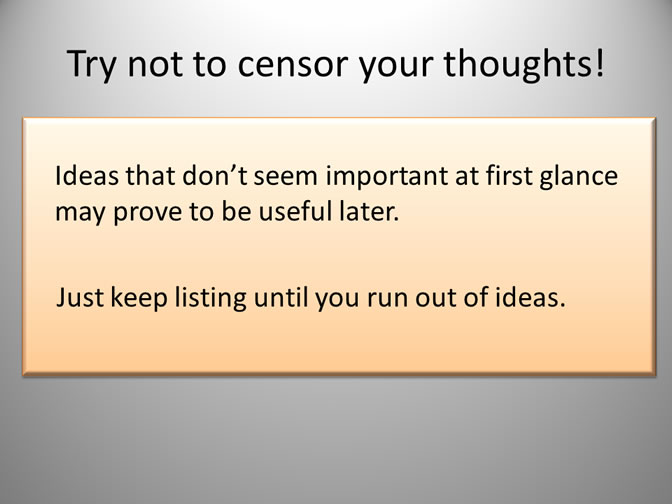 Try not to censor your thoughts!
Ideas that don’t seem important at first glance
may prove to be useful later.
Just keep listing until you run out of ideas.